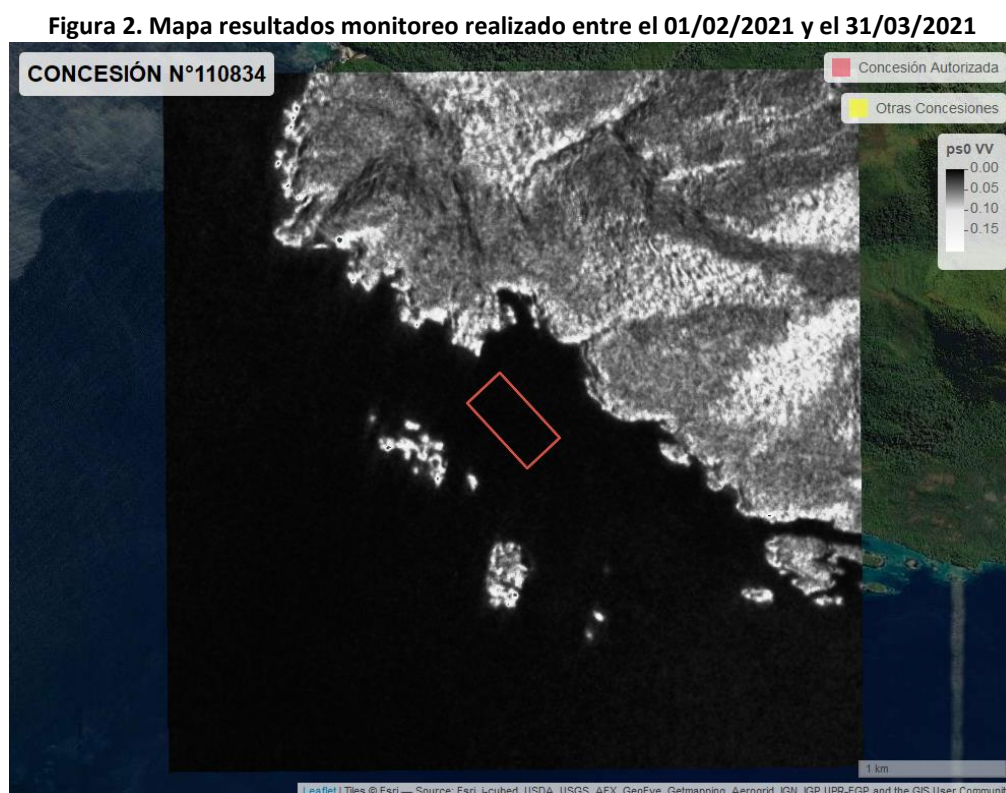 Figura 2. Mapa resultados monitoreo realizado entre el 01/02/2021 y el 31/03/2021
CONCESIÓN N°110834
Concesión Autorizada
Otras Concesiones
ps0 VV
0.00
0.05
0.10
0.15
1 km
Leaflet | Tiles © Esri — Source: Esri, i-cubed, USDA, USGS, AEX, GeoEye, Getmapping, Aerogrid, IGN, IGP, UPR-EGP, and the GIS User